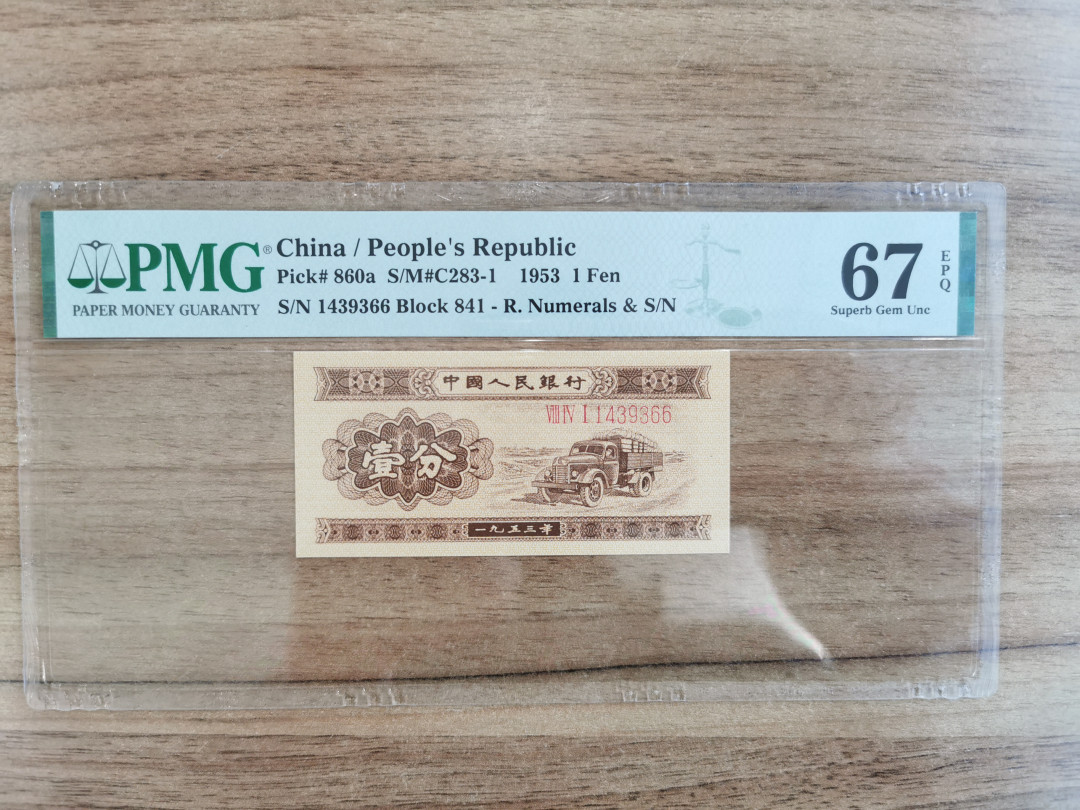 PMG®
PAPER MONEY GUARANTY
China / People's Republic
Pick# 860a S/M#C283-1 1953 1 Fen
S/N 1439366 Block 841 - R. Numerals & S/N
67
EPQ
Superb Gem Unc
中國人民銀行
VIII IV I 1439366
壹分
一九五三年